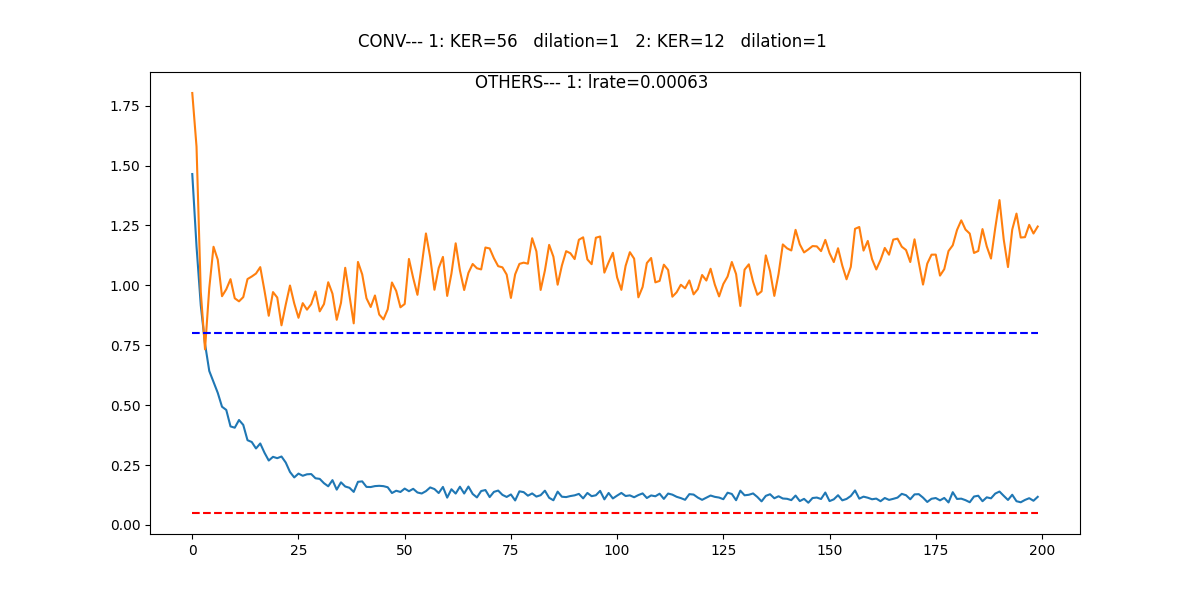 CONV--- 1: KER=56   dilation=1   2: KER=12   dilation=1
OTHERS--- 1: lrate=0.00063
1.75
1.50
1.25
1.00
0.75
0.50
0.25
0.00
0 25 50 75 100 125 150 175 200